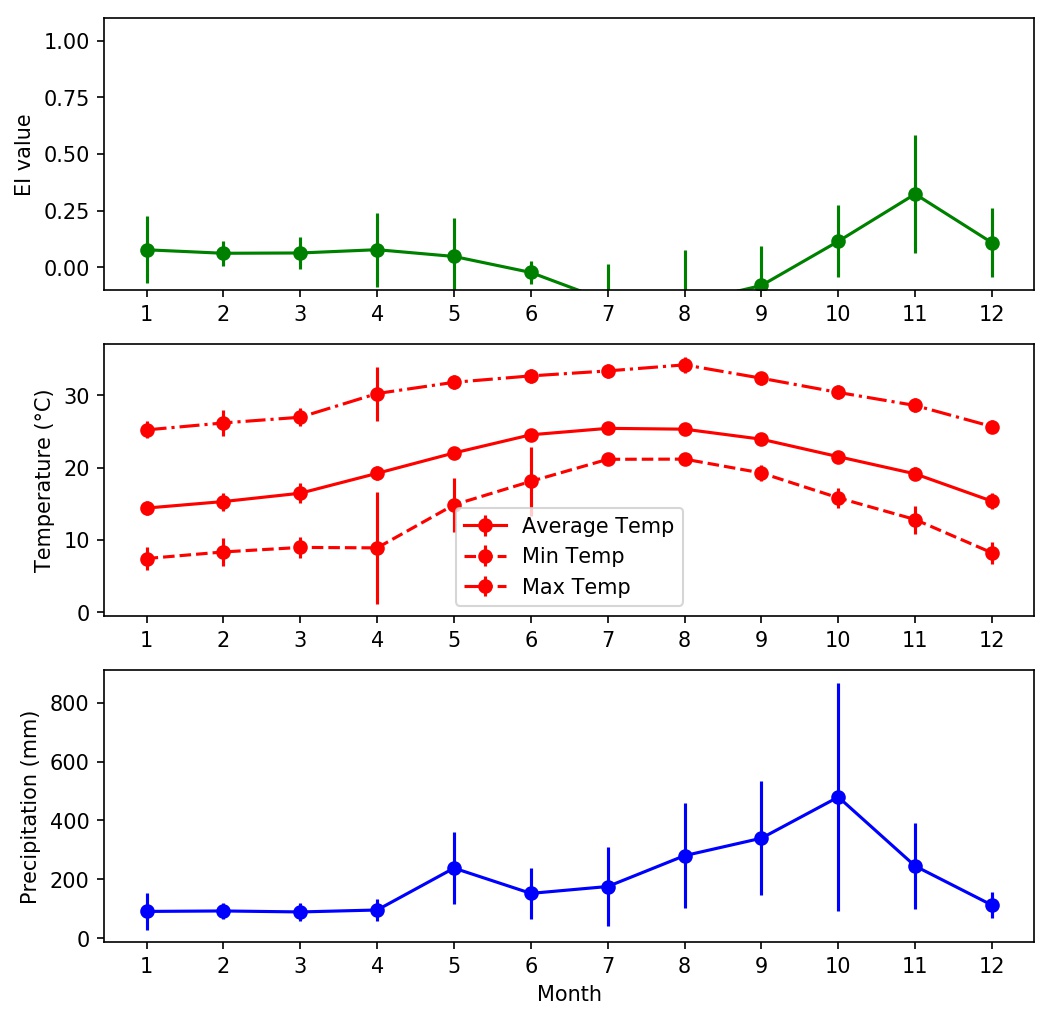 EI value
1.00
0.75
0.50
0.25
0.00
1 2 3 4 5 6 7 8 9 10 11 12
Temperature (°C)
30
20
10
0
Average Temp
Min Temp
Max Temp
1 2 3 4 5 6 7 8 9 10 11 12
Precipitation (mm)
800
600
400
200
0
1 2 3 4 5 6 7 8 9 10 11 12
Month